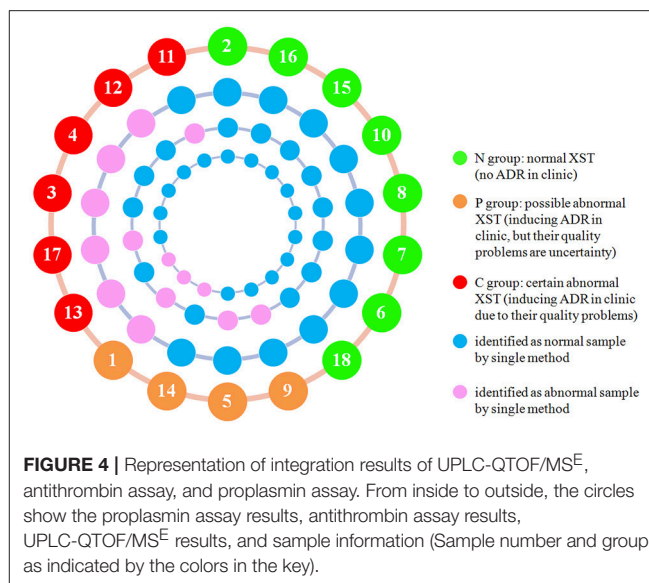 2
16
15
10
8
7
6
18
9
5
14
1
13
17
3
4
12
11
N group: normal XST
(no ADR in clinic)
P group: possible abnormal
XST (inducing ADR in
clinic, but their quality
problems are uncertainty)
C group: certain abnormal
XST (inducing ADR in clinic
due to their quality problems)
identified as normal sample
by single method
identified as abnormal sample
by single method
FIGURE 4 | Representation of integration results of UPLC-QTOF/MSᴱ,
antithrombin assay, and proplasmin assay. From inside to outside, the circles
show the proplasmin assay results, antithrombin assay results,
UPLC-QTOF/MSᴱ results, and sample information (Sample number and group
as indicated by the colors in the key).